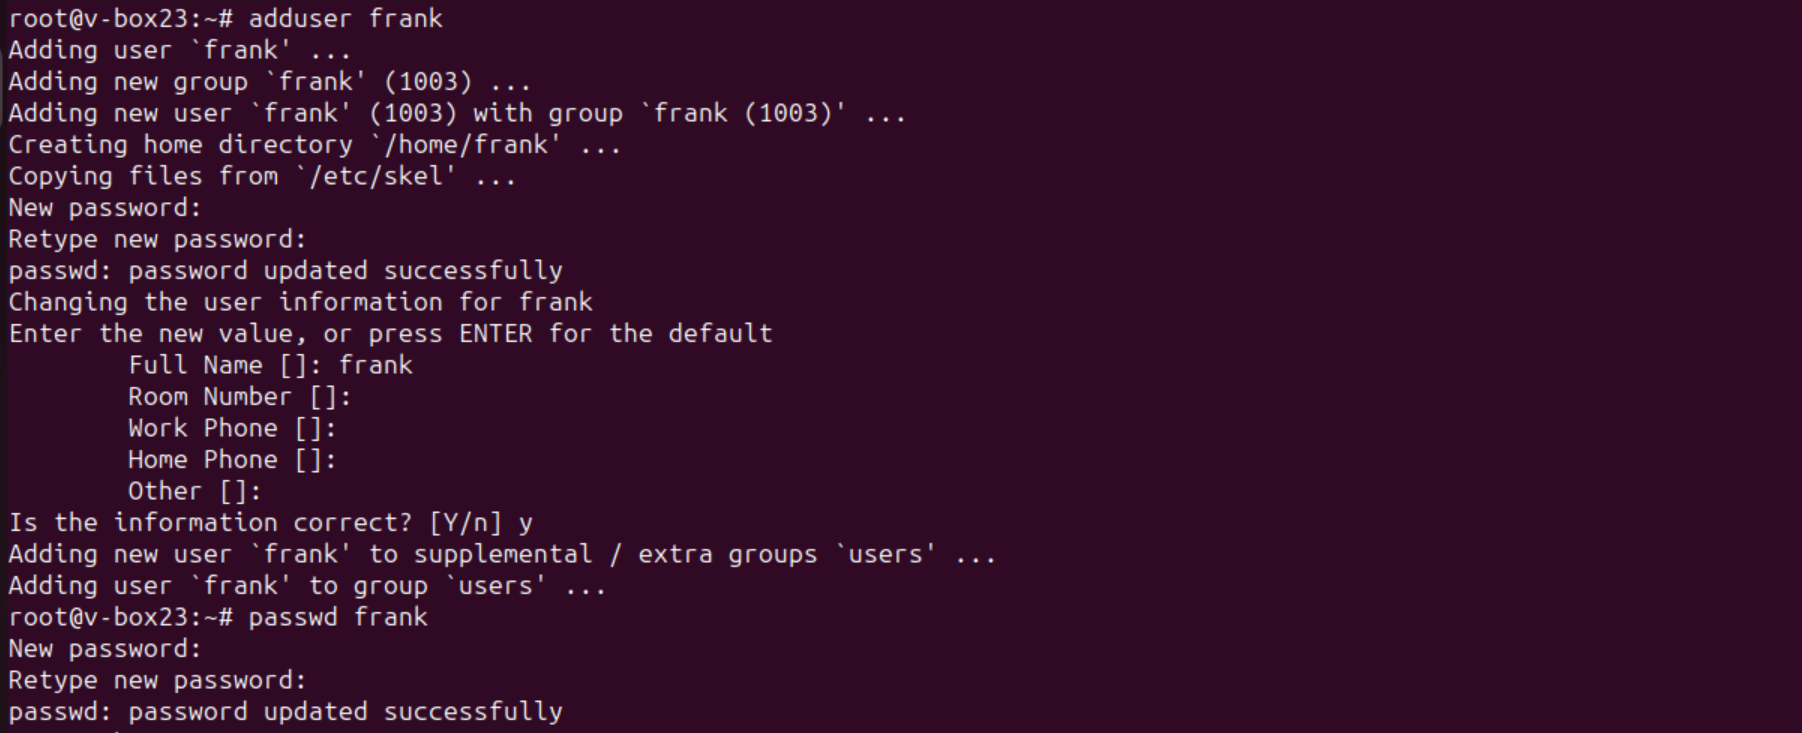 root@v-box23:~# adduser frank
Adding user `frank' ...
Adding new group `frank' (1003) ...
Adding new user `frank' (1003) with group `frank (1003)' ...
Creating home directory `/home/frank' ...
Copying files from `/etc/skel' ...
New password:
Retype new password:
passwd: password updated successfully
Changing the user information for frank
Enter the new value, or press ENTER for the default
        Full Name []: frank
        Room Number []:
        Work Phone []:
        Home Phone []:
        Other []:
Is the information correct? [Y/n] y
Adding new user `frank' to supplemental / extra groups `users' ...
Adding user `frank' to group `users' ...
root@v-box23:~# passwd frank
New password:
Retype new password:
passwd: password updated successfully